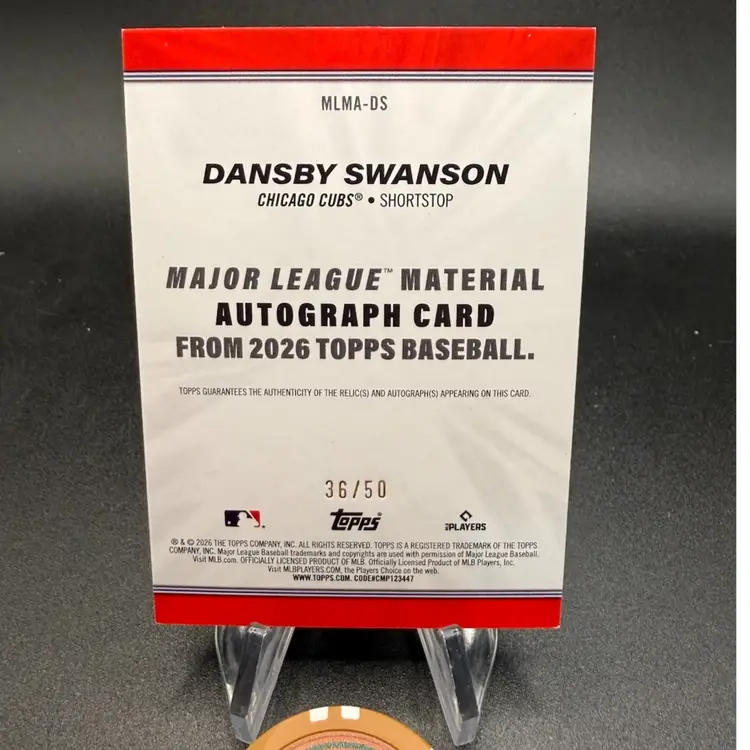 MLMA-DS
DANSBY SWANSON
CHICAGO CUBS® • SHORTSTOP
MAJOR LEAGUE™ MATERIAL
AUTOGRAPH CARD
FROM 2026 TOPPS BASEBALL.
TOPPS GUARANTEES THE AUTHENTICITY OF THE RELIC(S) AND AUTOGRAPH(S) APPEARING ON THIS CARD.
36/50
Topps® PLAYERS
® & © 2026 THE TOPPS COMPANY, INC. ALL RIGHTS RESERVED. TOPPS IS A REGISTERED TRADEMARK OF THE TOPPS
COMPANY, INC. Major League Baseball trademarks and copyrights are used with permission of Major League Baseball.
Visit MLB.com. OFFICIALLY LICENSED PRODUCT OF MLB. Officially Licensed Product of MLB Players, Inc.
Visit MLBPLAYERS.COM, the Players Choice on the web.
WWW.TOPPS.COM. CODE#CMP123447